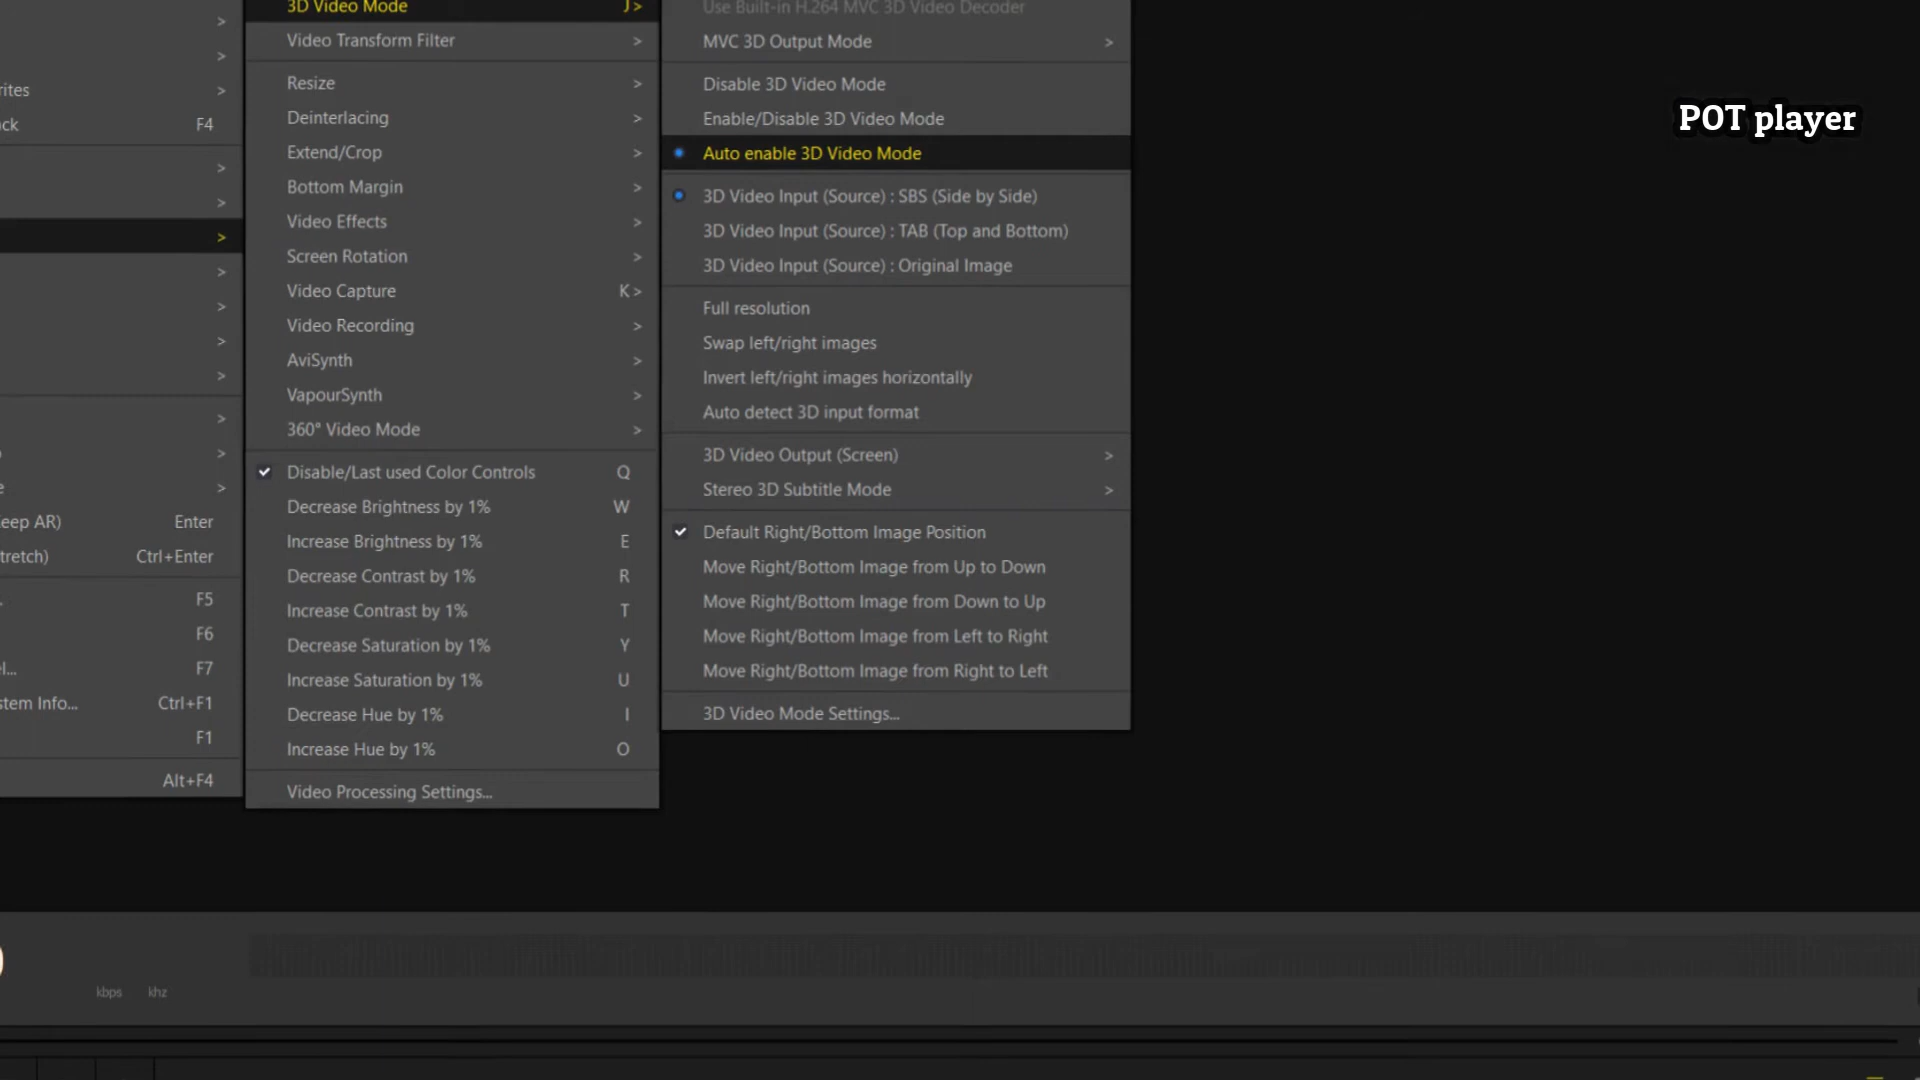 rites >
ck F4
eep AR) Enter
tretch) Ctrl+Enter
F5
F6
el... F7
stem Info... Ctrl+F1
F1
Alt+F4
3D Video Mode J>
Video Transform Filter >
Resize >
Deinterlacing >
Extend/Crop >
Bottom Margin >
Video Effects >
Screen Rotation >
Video Capture K>
Video Recording >
AviSynth >
VapourSynth >
360° Video Mode >
Disable/Last used Color Controls Q
Decrease Brightness by 1% W
Increase Brightness by 1% E
Decrease Contrast by 1% R
Increase Contrast by 1% T
Decrease Saturation by 1% Y
Increase Saturation by 1% U
Decrease Hue by 1% I
Increase Hue by 1% O
Video Processing Settings...
Use Built-in H.264 MVC 3D Video Decoder
MVC 3D Output Mode >
Disable 3D Video Mode
Enable/Disable 3D Video Mode
Auto enable 3D Video Mode
3D Video Input (Source) : SBS (Side by Side)
3D Video Input (Source) : TAB (Top and Bottom)
3D Video Input (Source) : Original Image
Full resolution
Swap left/right images
Invert left/right images horizontally
Auto detect 3D input format
3D Video Output (Screen) >
Stereo 3D Subtitle Mode >
Default Right/Bottom Image Position
Move Right/Bottom Image from Up to Down
Move Right/Bottom Image from Down to Up
Move Right/Bottom Image from Left to Right
Move Right/Bottom Image from Right to Left
3D Video Mode Settings...
POT player
kbps khz